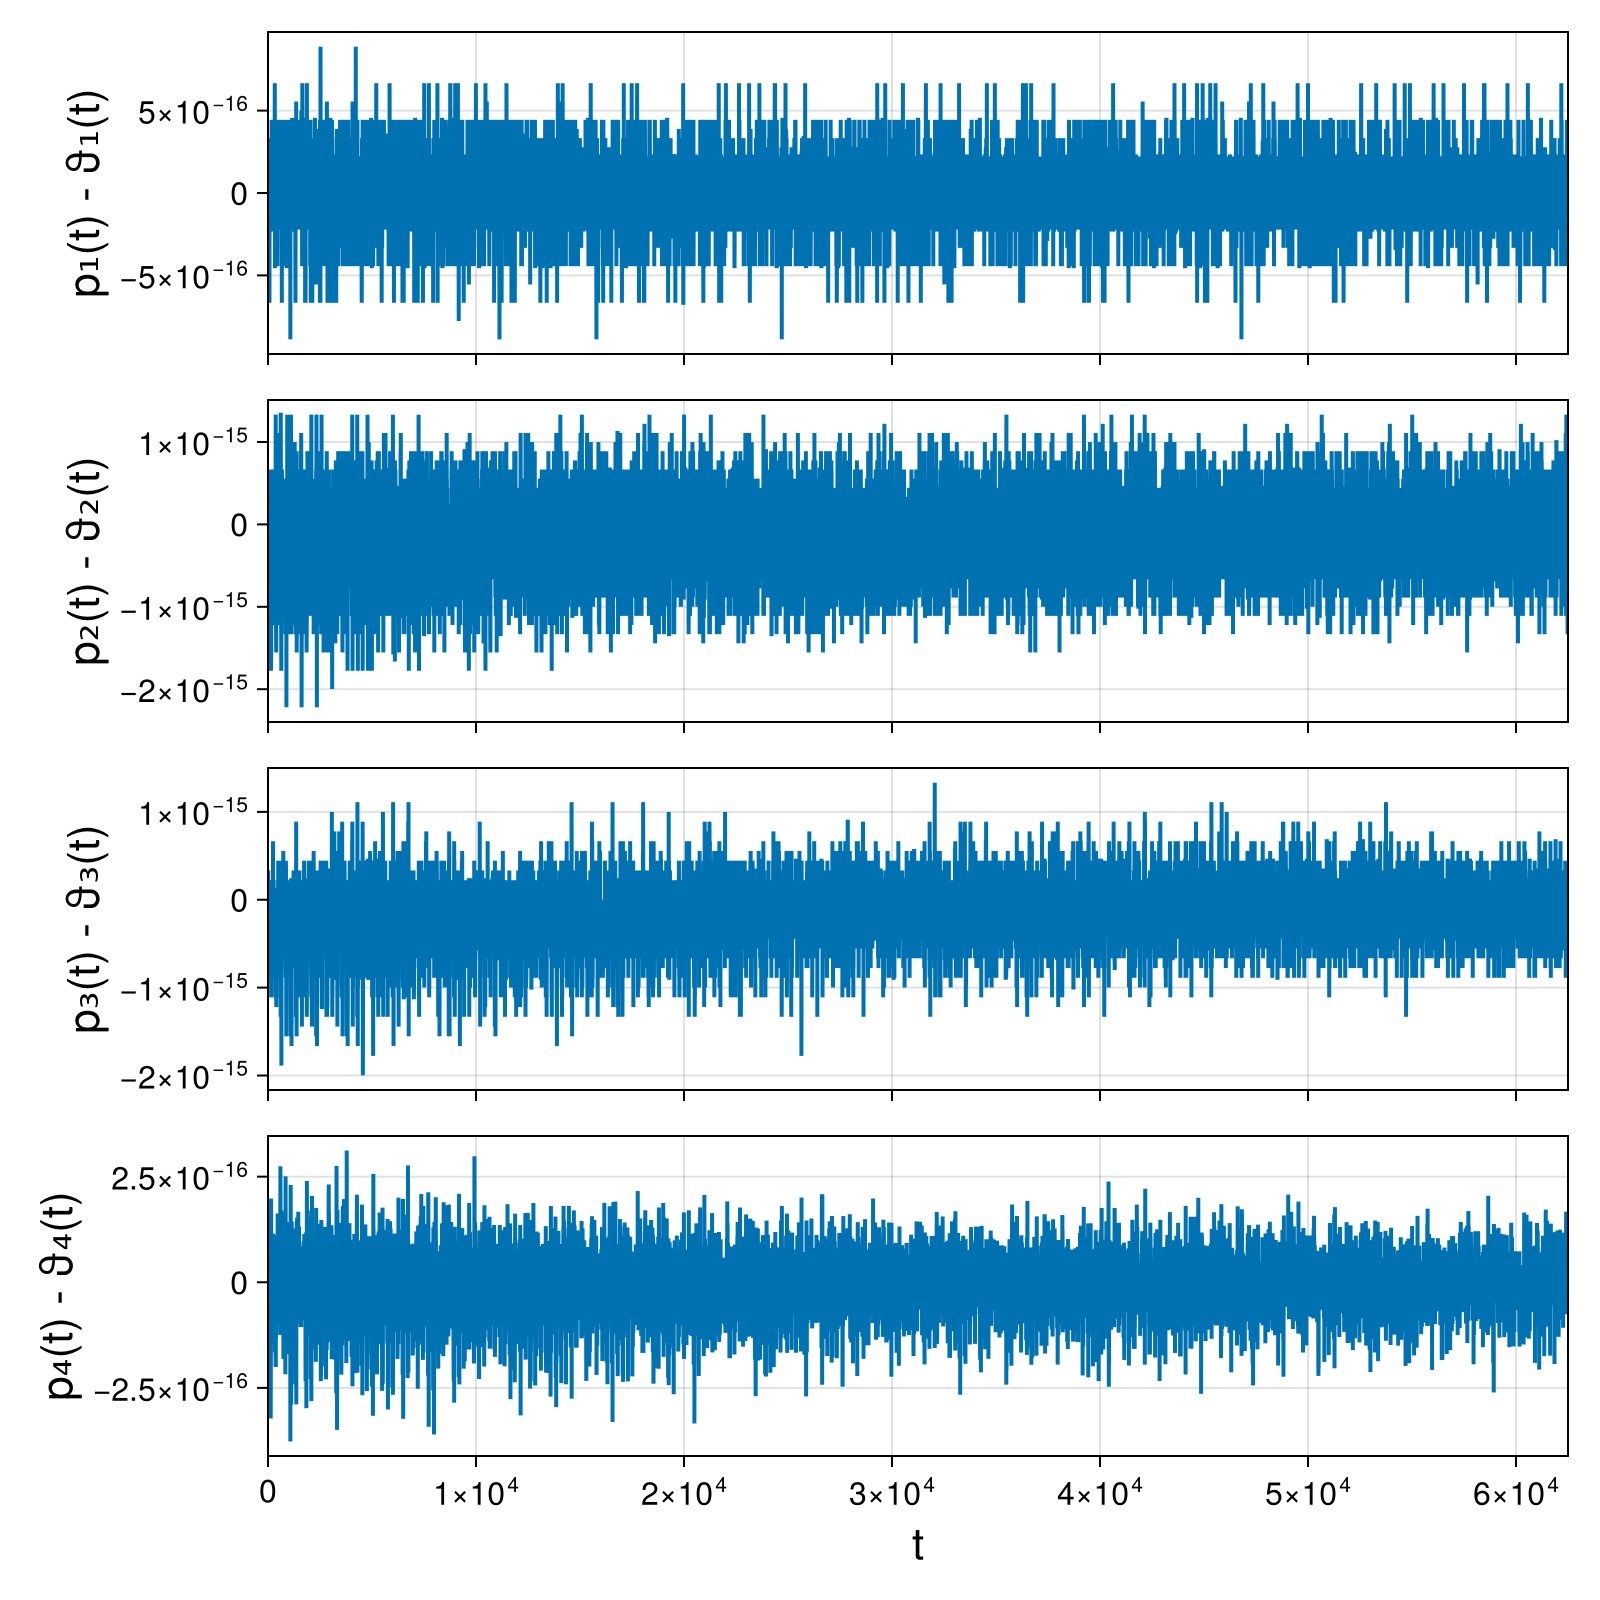 p₁(t) - ϑ₁(t)
5×10⁻¹⁶
0
−5×10⁻¹⁶
p₂(t) - ϑ₂(t)
1×10⁻¹⁵
0
−1×10⁻¹⁵
−2×10⁻¹⁵
p₃(t) - ϑ₃(t)
1×10⁻¹⁵
0
−1×10⁻¹⁵
−2×10⁻¹⁵
p₄(t) - ϑ₄(t)
2.5×10⁻¹⁶
0
−2.5×10⁻¹⁶
0 1×10⁴ 2×10⁴ 3×10⁴ 4×10⁴ 5×10⁴ 6×10⁴
t